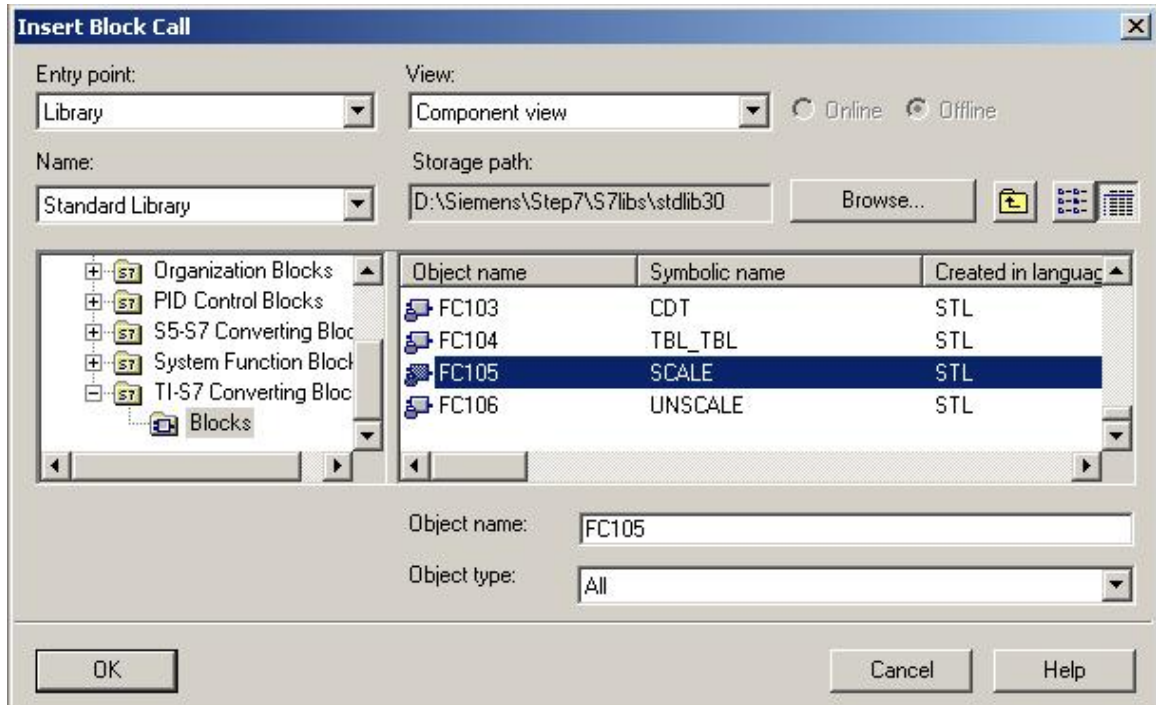 Insert Block Call
Entry point:
View:
Library
Component view
Online
Offline
Name:
Storage path:
Standard Library
D:\Siemens\Step7\S7libs\stdlib30
Browse...
Organization Blocks
PID Control Blocks
S5-S7 Converting Bloc
System Function Block
TI-S7 Converting Bloc
Blocks
Object name Symbolic name Created in languag
FC103 CDT STL
FC104 TBL_TBL STL
FC105 SCALE STL
FC106 UNSCALE STL
Object name:
FC105
Object type:
All
OK
Cancel
Help